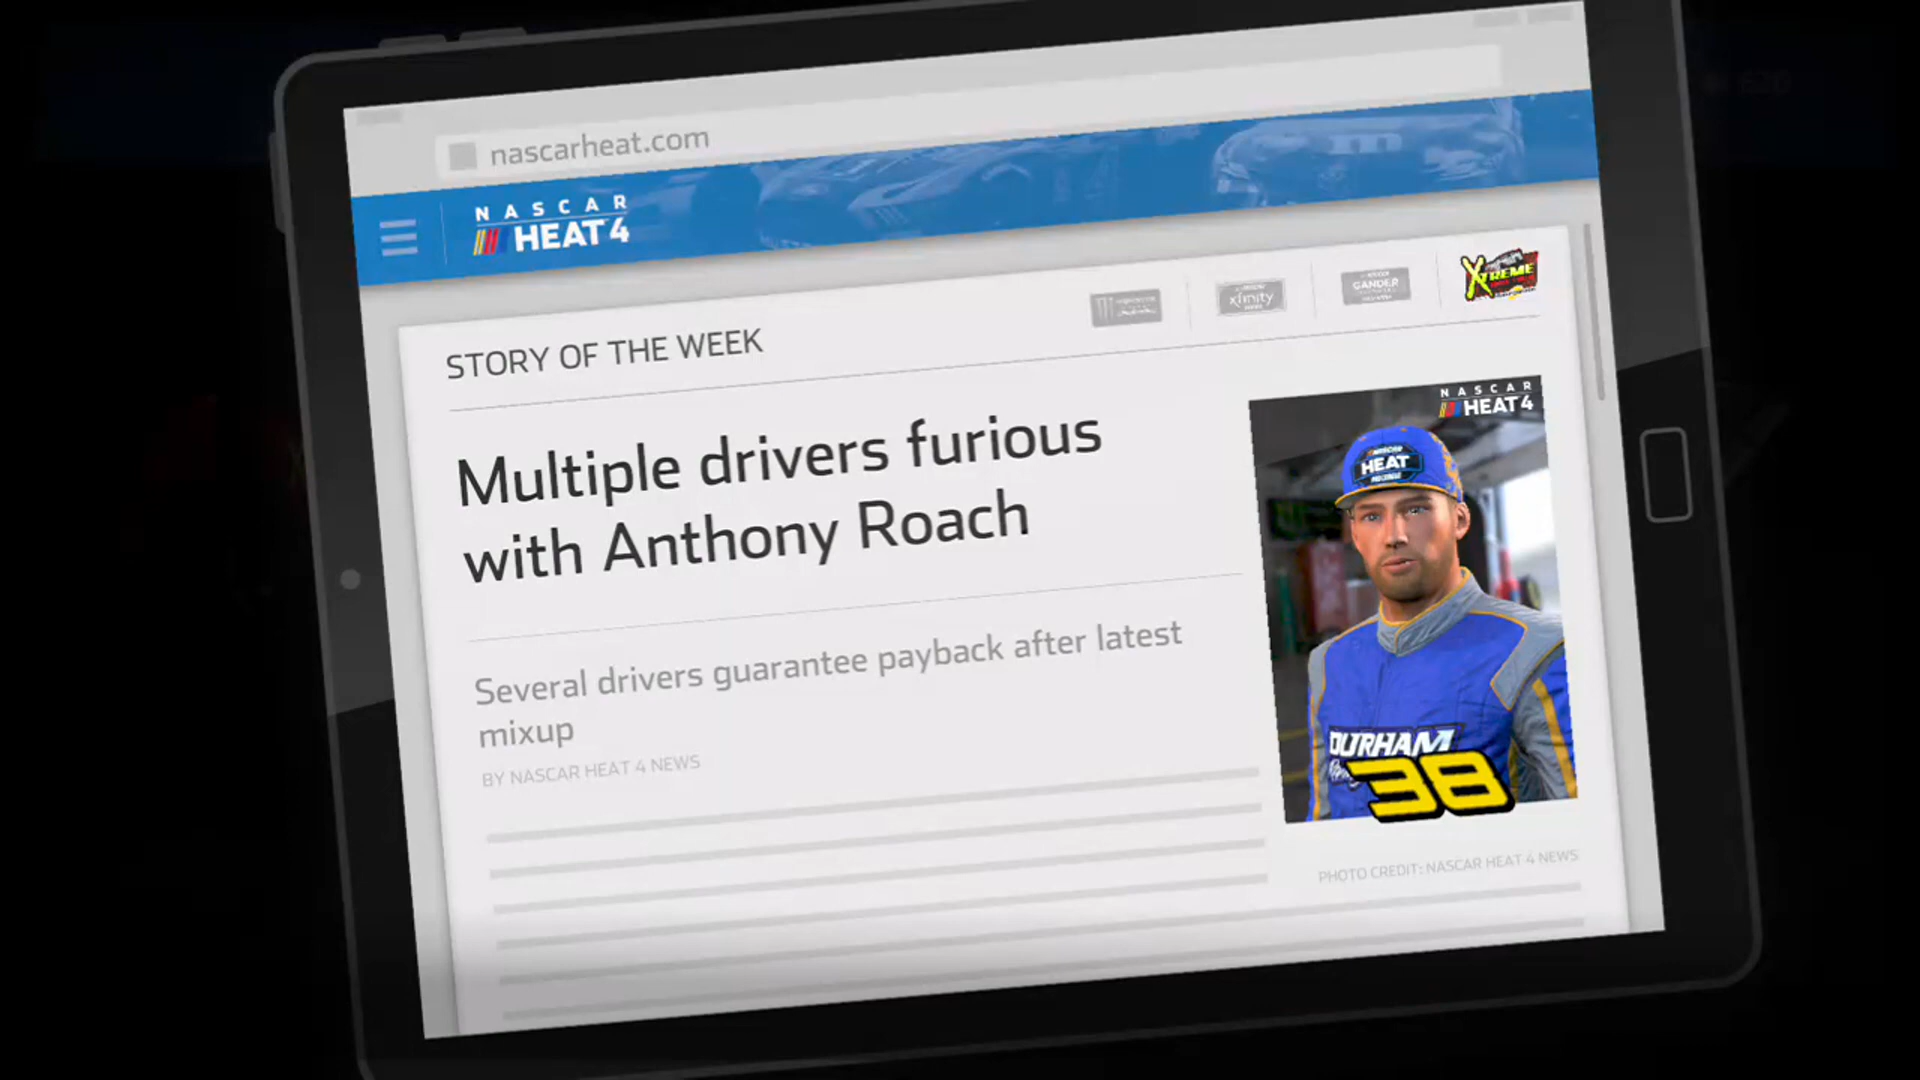 nascarheat.com
NASCAR
HEAT 4
xfinity
GANDER
XTREME
STORY OF THE WEEK
NASCAR
HEAT 4
Multiple drivers furious
with Anthony Roach
HEAT
Several drivers guarantee payback after latest
mixup
BY NASCAR HEAT 4 NEWS
DURHAM
38
PHOTO CREDIT: NASCAR HEAT 4 NEWS